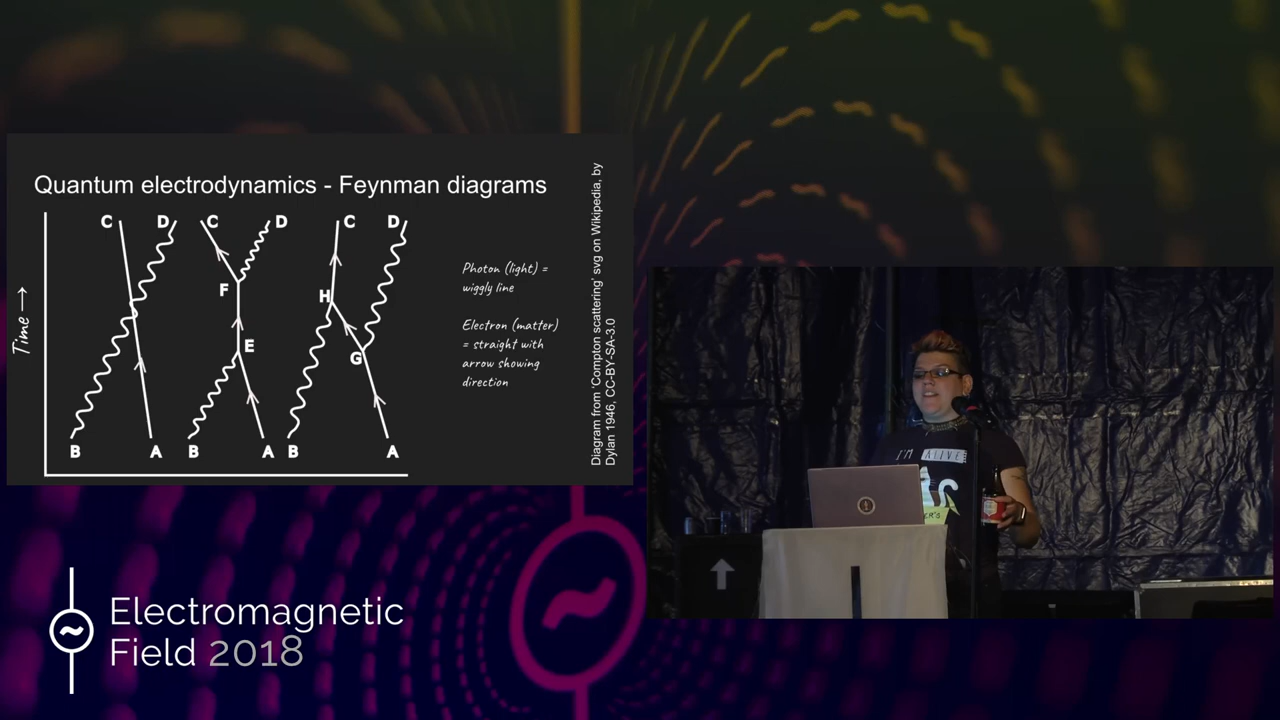 Quantum electrodynamics - Feynman diagrams
C D C D C D
F H
E G
B A B A B A
Time →
Photon (light) =
wiggly line
Electron (matter)
= straight with
arrow showing
direction
Diagram from 'Compton scattering' svg on Wikipedia, by
Dylan 1946, CC-BY-SA-3.0
I'M ALIVE
Electromagnetic
Field 2018